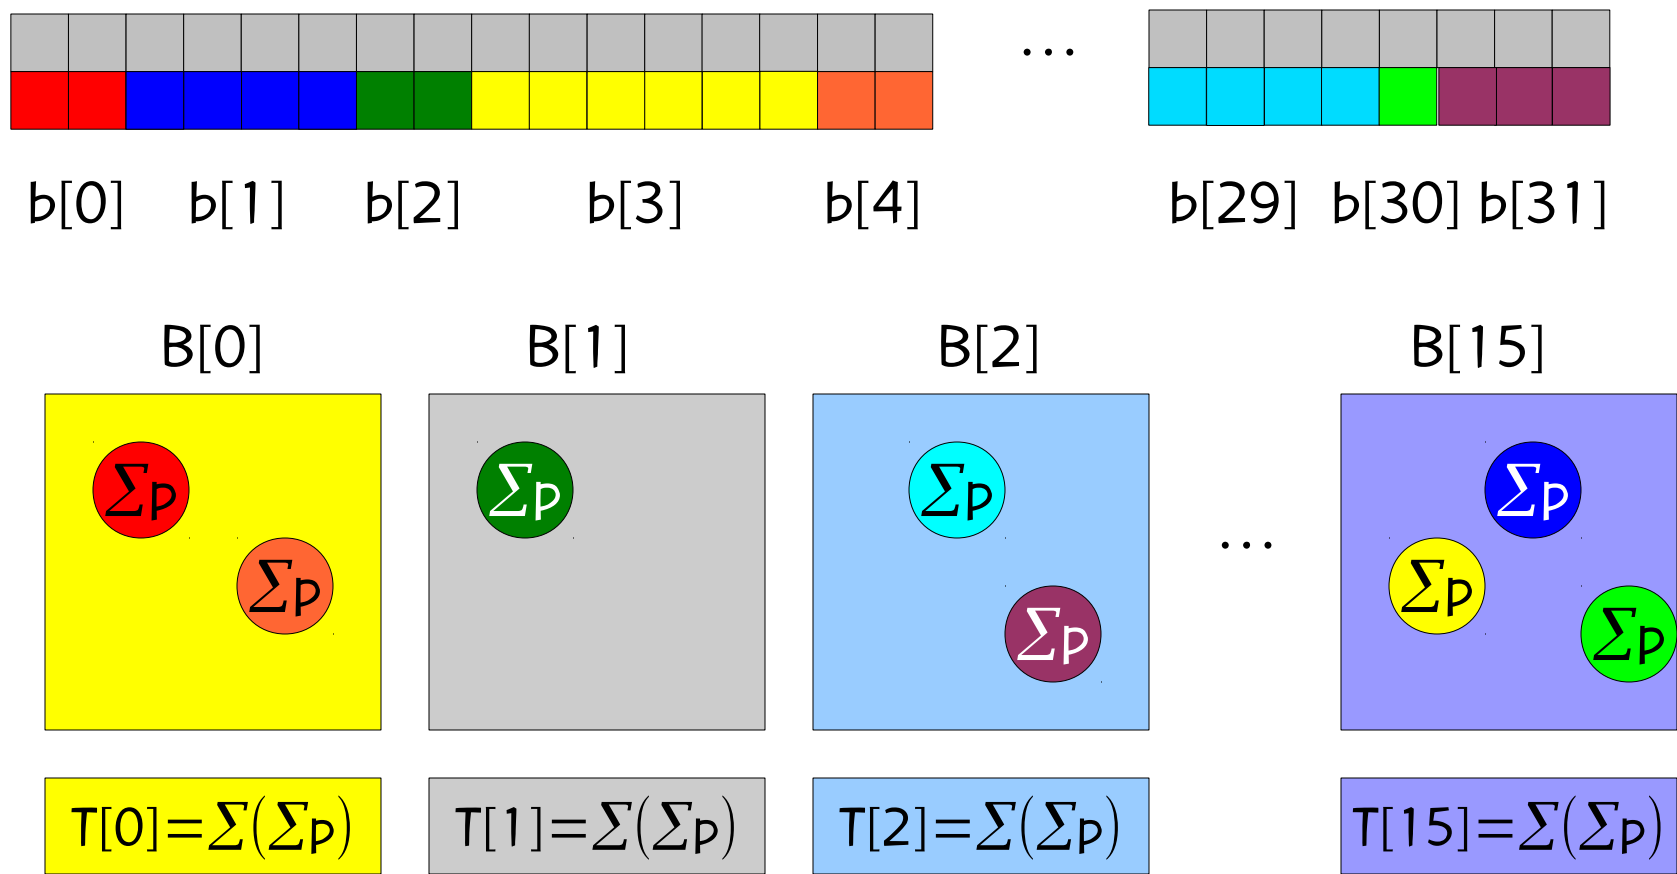 ...
b[0] b[1] b[2] b[3] b[4] b[29] b[30] b[31]
B[0] B[1] B[2] B[15]
Σp Σp Σp Σp
Σp Σp ... Σp Σp Σp
T[0]=Σ(Σp) T[1]=Σ(Σp) T[2]=Σ(Σp) T[15]=Σ(Σp)